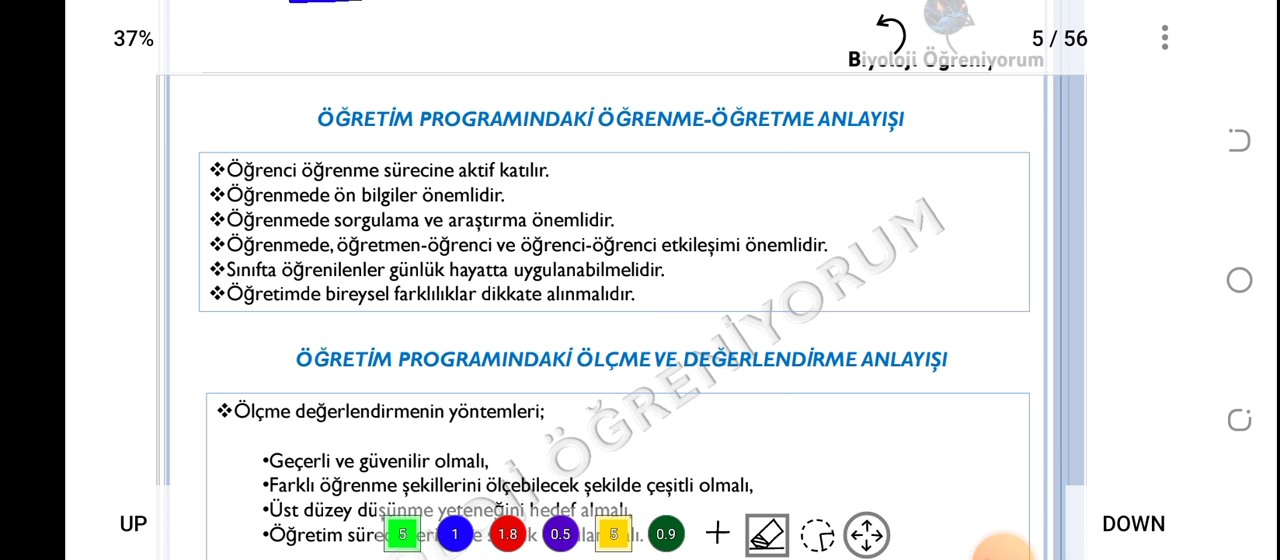 37%
5 / 56
Biyoloji Öğreniyorum
ÖĞRETİM PROGRAMINDAKİ ÖĞRENME-ÖĞRETME ANLAYIŞI
❖Öğrenci öğrenme sürecine aktif katılır.
❖Öğrenmede ön bilgiler önemlidir.
❖Öğrenmede sorgulama ve araştırma önemlidir.
❖Öğrenmede, öğretmen-öğrenci ve öğrenci-öğrenci etkileşimi önemlidir.
❖Sınıfta öğrenilenler günlük hayatta uygulanabilmelidir.
❖Öğretimde bireysel farklılıklar dikkate alınmalıdır.
ÖĞRETİM PROGRAMINDAKİ ÖLÇME VE DEĞERLENDİRME ANLAYIŞI
❖Ölçme değerlendirmenin yöntemleri;
•Geçerli ve güvenilir olmalı,
•Farklı öğrenme şekillerini ölçebilecek şekilde çeşitli olmalı,
•Üst düzey düşünme yeteneğini hedef almalı,
•Öğretim
ÖĞRENİYORUM
UP
5 1 1.8 0.5 5 0.9
DOWN